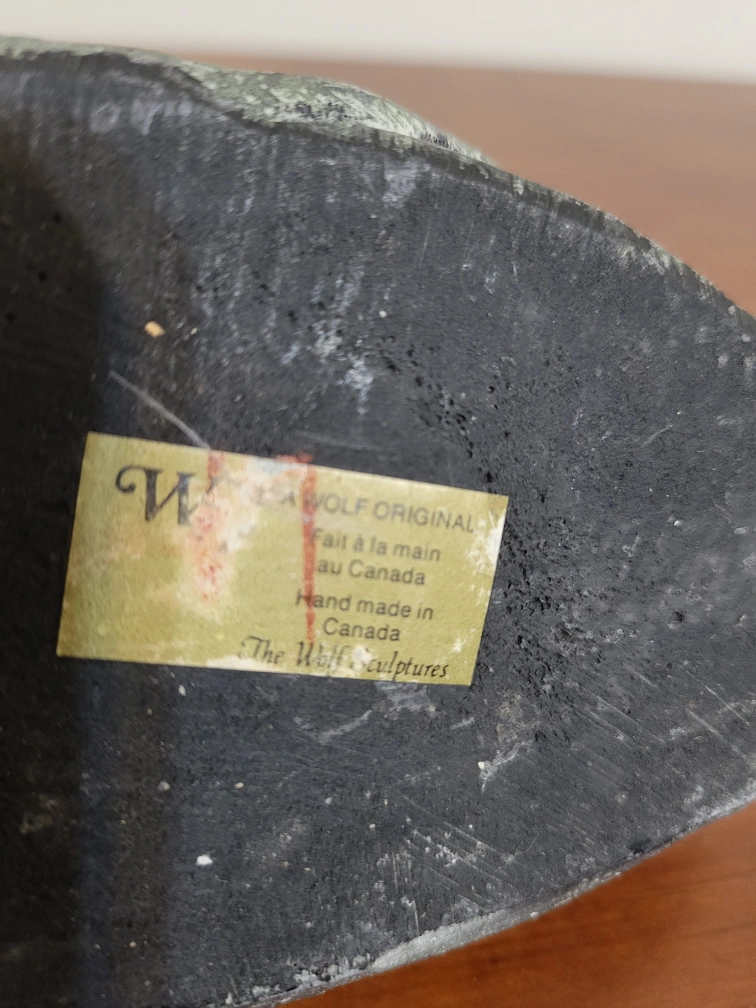 W
A WOLF ORIGINAL
Fait à la main
au Canada
Hand made in
Canada
The Wolf Sculptures